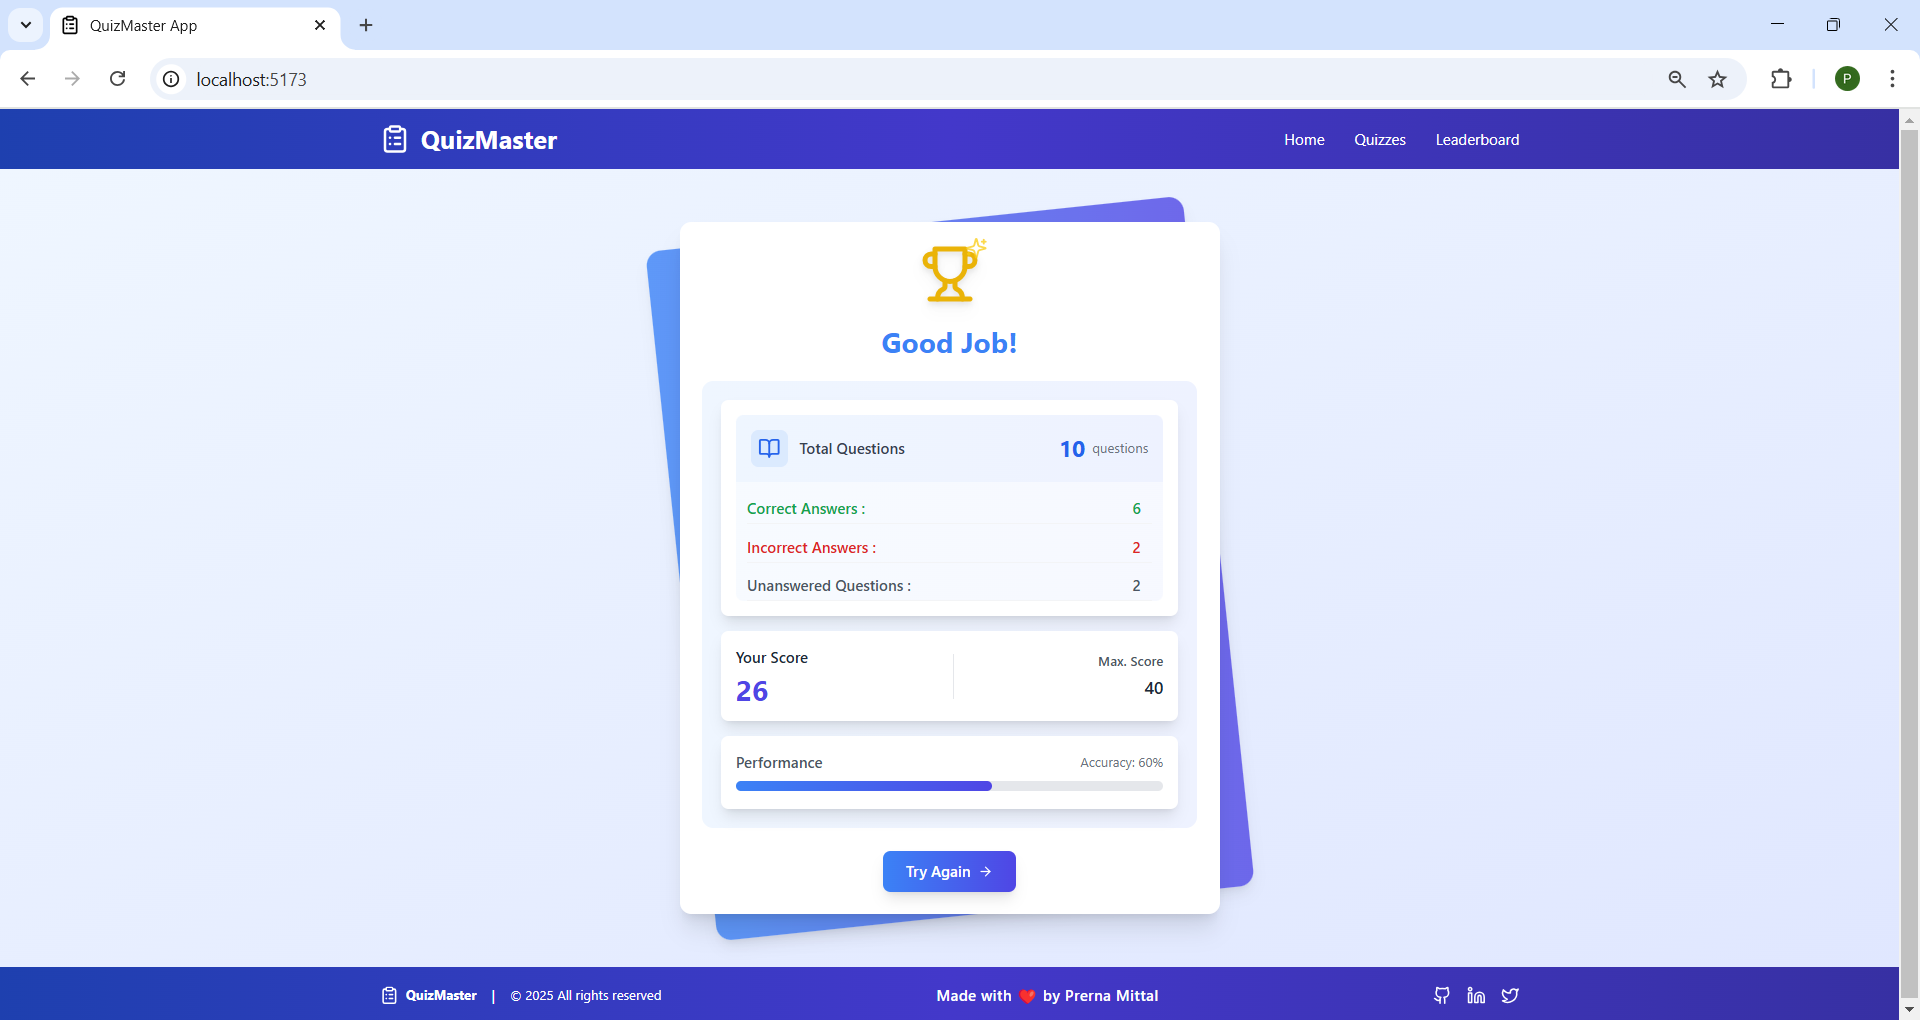 QuizMaster App
localhost:5173
P
QuizMaster
Home Quizzes Leaderboard
Good Job!
Total Questions 10 questions
Correct Answers : 6
Incorrect Answers : 2
Unanswered Questions : 2
Your Score Max. Score
26 40
Performance Accuracy: 60%
Try Again →
QuizMaster | © 2025 All rights reserved Made with ❤️ by Prerna Mittal